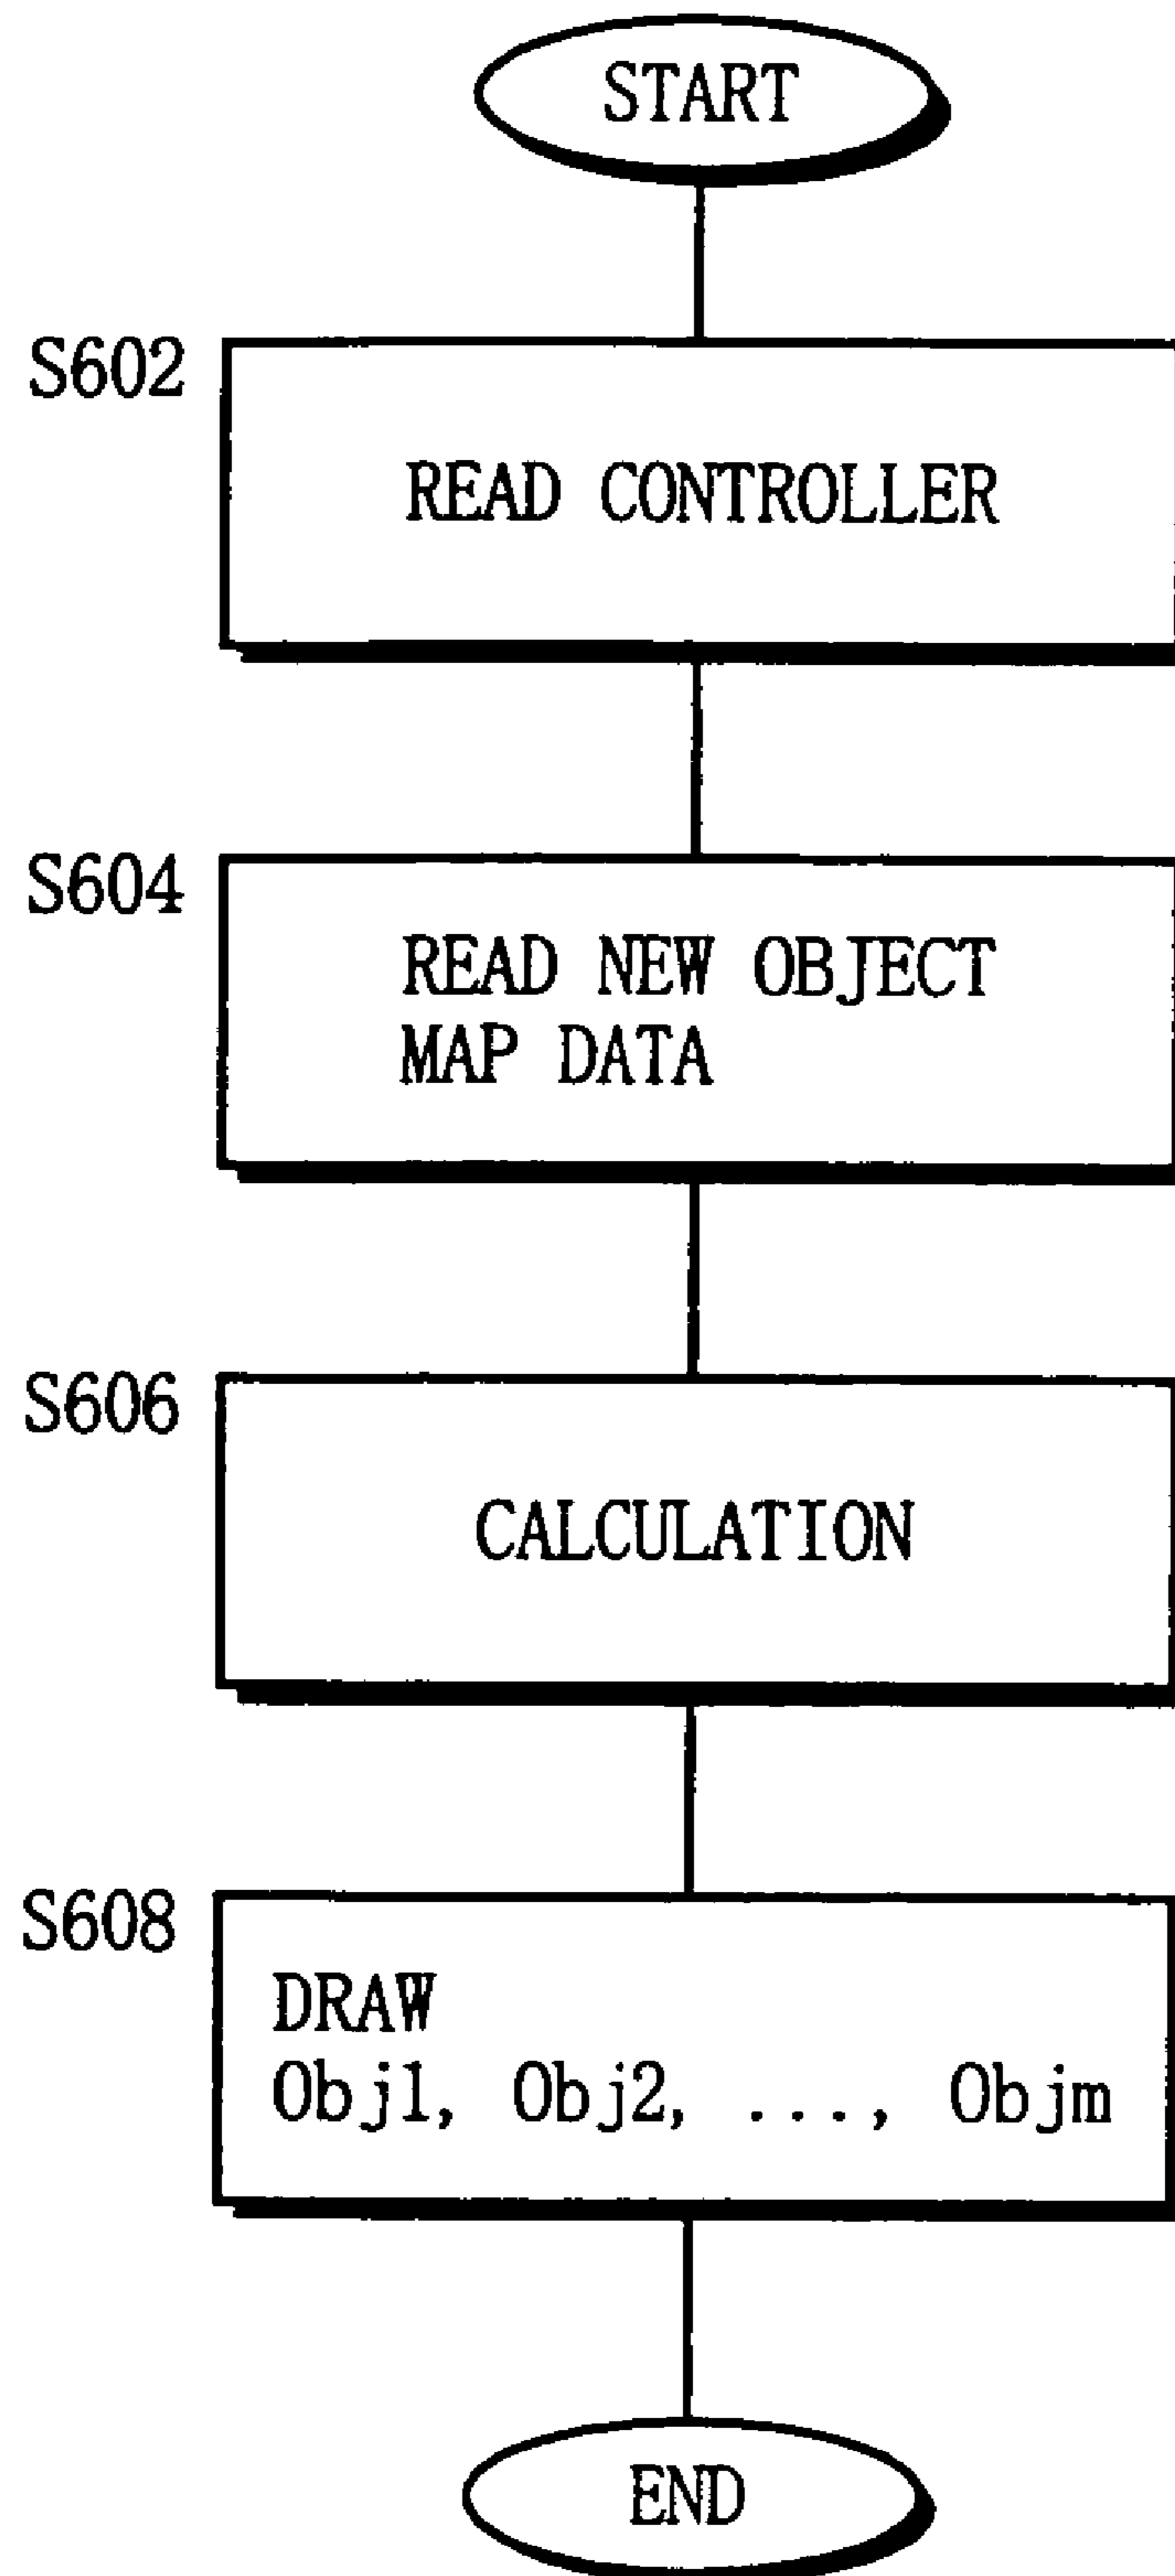 START
S602
READ CONTROLLER
S604
READ NEW OBJECT
MAP DATA
S606
CALCULATION
S608
DRAW
Obj1, Obj2, ..., Objm
END